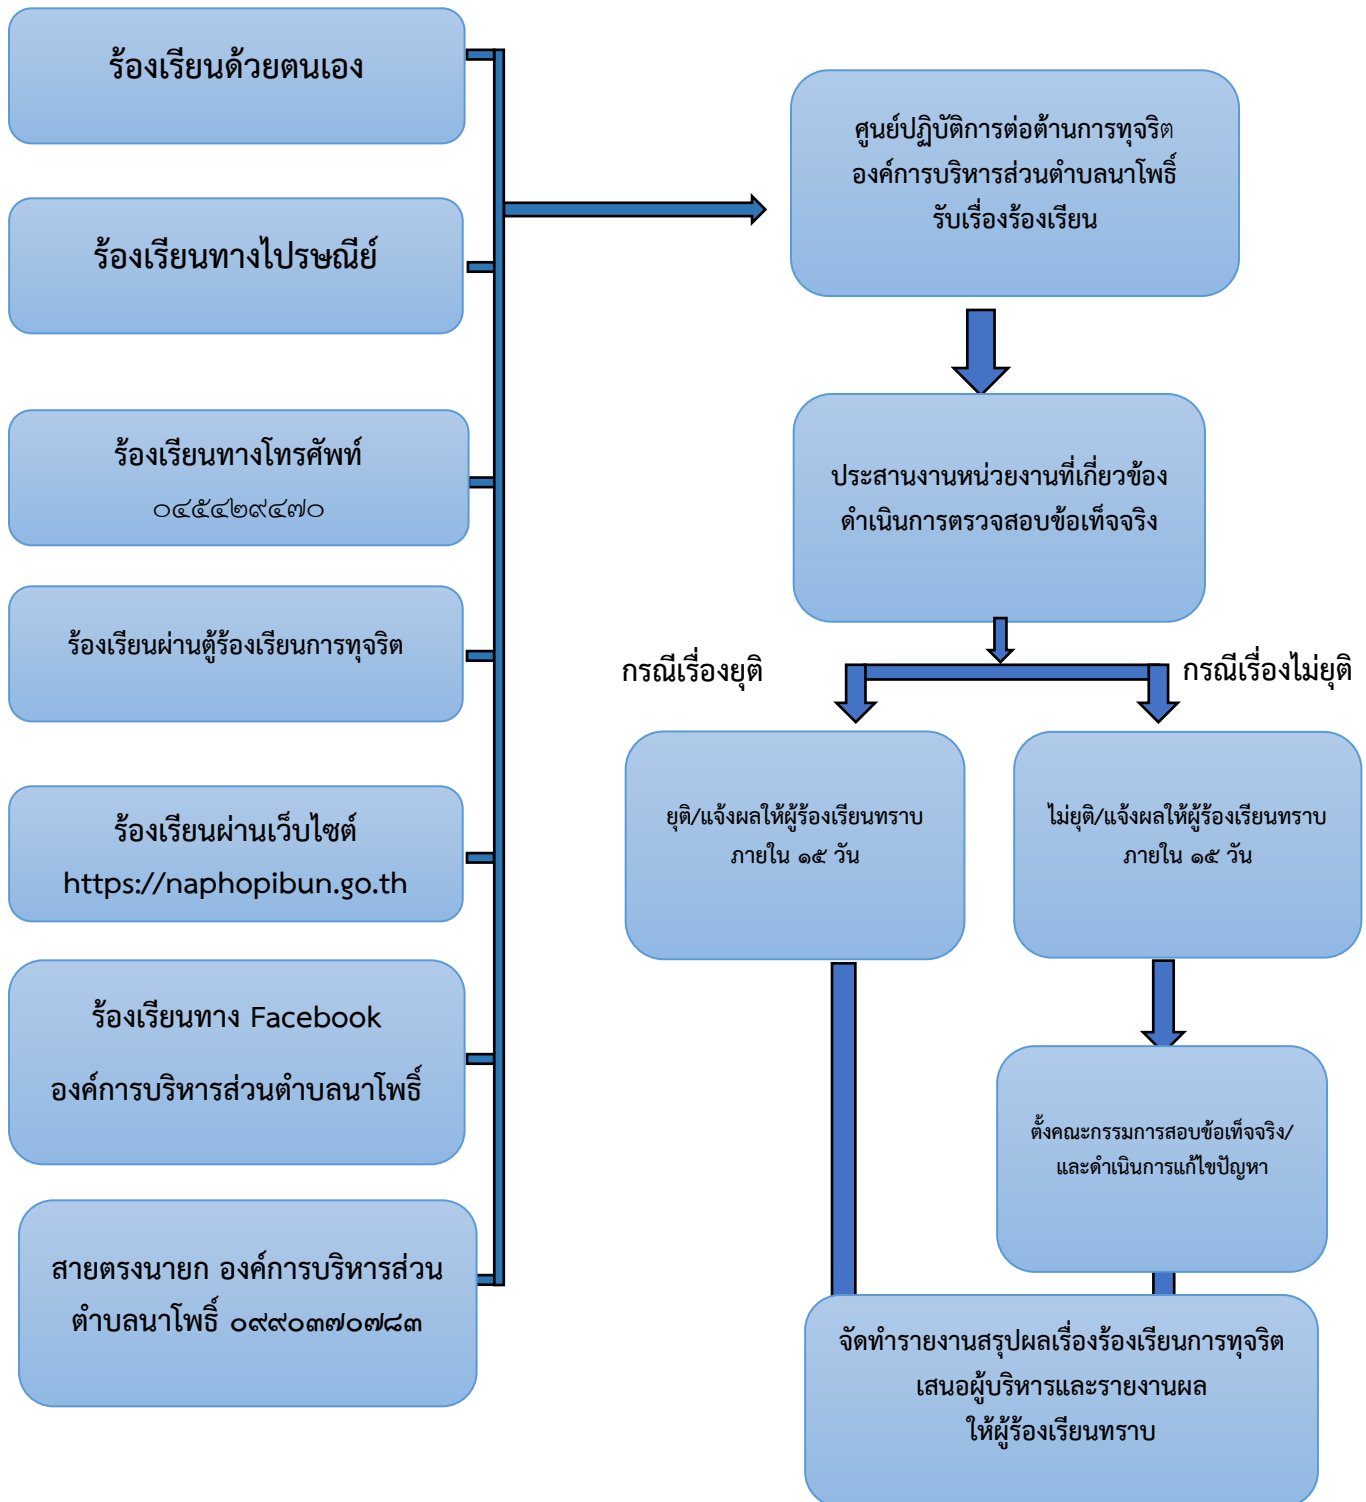 ร้องเรียนด้วยตนเอง
ร้องเรียนทางไปรษณีย์
ร้องเรียนทางโทรศัพท์
๐๔๕๔๒๙๔๗๐
ร้องเรียนผ่านตู้ร้องเรียนการทุจริต
ร้องเรียนผ่านเว็บไซต์
https://naphopibun.go.th
ร้องเรียนทาง Facebook
องค์การบริหารส่วนตำบลนาโพธิ์
สายตรงนายก องค์การบริหารส่วน
ตำบลนาโพธิ์ ๐๙๙๐๓๗๐๗๘๓
ศูนย์ปฏิบัติการต่อต้านการทุจริต
องค์การบริหารส่วนตำบลนาโพธิ์
รับเรื่องร้องเรียน
ประสานงานหน่วยงานที่เกี่ยวข้อง
ดำเนินการตรวจสอบข้อเท็จจริง
กรณีเรื่องยุติ
กรณีเรื่องไม่ยุติ
ยุติ/แจ้งผลให้ผู้ร้องเรียนทราบ
ภายใน ๑๕ วัน
ไม่ยุติ/แจ้งผลให้ผู้ร้องเรียนทราบ
ภายใน ๑๕ วัน
ตั้งคณะกรรมการสอบข้อเท็จจริง/
และดำเนินการแก้ไขปัญหา
จัดทำรายงานสรุปผลเรื่องร้องเรียนการทุจริต
เสนอผู้บริหารและรายงานผล
ให้ผู้ร้องเรียนทราบ